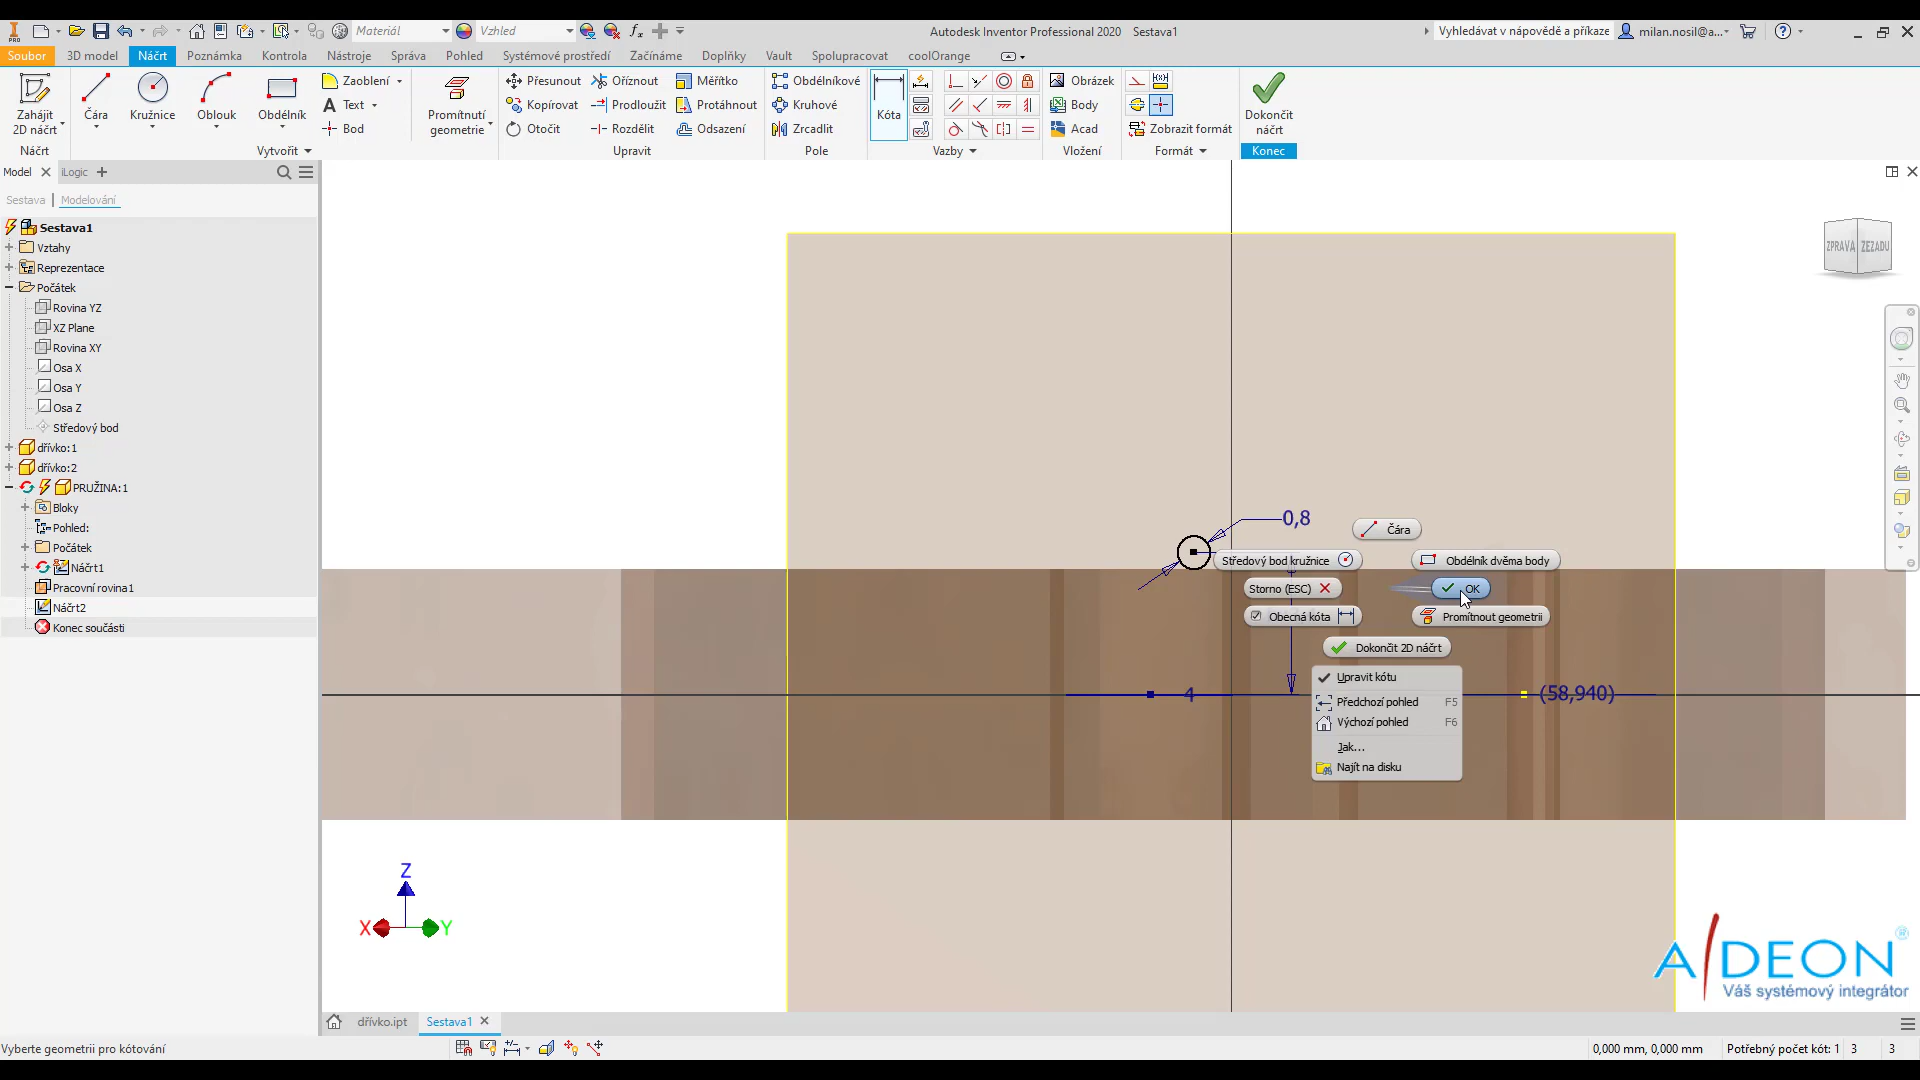 Materiál
Vzhled
Autodesk Inventor Professional 2020 Sestava1
Vyhledávat v nápovědě a příkaze
milan.nosil@a...
Soubor 3D model Náčrt Poznámka Kontrola Nástroje Správa Pohled Systémové prostředí Začínáme Doplňky Vault Spolupracovat coolOrange
Zahájit
2D náčrt
Čára
Kružnice
Oblouk
Obdélník
Zaoblení
Text
Bod
Promítnutí
geometrie
Přesunutí
Kopírovat
Otočit
Oříznout
Prodloužit
Rozdělit
Měřítko
Protáhnout
Odsazení
Obdélníkové
Kruhové
Zrcadlit
Kóta
Obrázek
Body
Acad
Zobrazit formát
Dokončit
náčrt
Náčrt Vytvořit Upravit Pole Vazby Vložení Formát Konec
Model iLogic
Sestava Modelování
Sestava1
Vztahy
Reprezentace
Počátek
Rovina YZ
XZ Plane
Rovina XY
Osa X
Osa Y
Osa Z
Středový bod
dřívko:1
dřívko:2
PRUŽINA:1
Bloky
Pohled:
Počátek
Náčrt1
Pracovní rovina1
Náčrt2
Konec součásti
ZPRAVA ZEZADU
0,8
Čára
Středový bod kružnice
Obdélník dvěma body
Storno (ESC)
OK
Obecná kóta
Promítnout geometrii
Dokončit 2D náčrt
Upravit kótu
4
(58,940)
Předchozí pohled F5
Výchozí pohled F6
Jak...
Najít na disku
Z
X
Y
A/DEON
Váš systémový integrátor
dřívko.ipt Sestava1
Vyberte geometrii pro kótování
0,000 mm, 0,000 mm Potřebný počet kót: 1 3 3